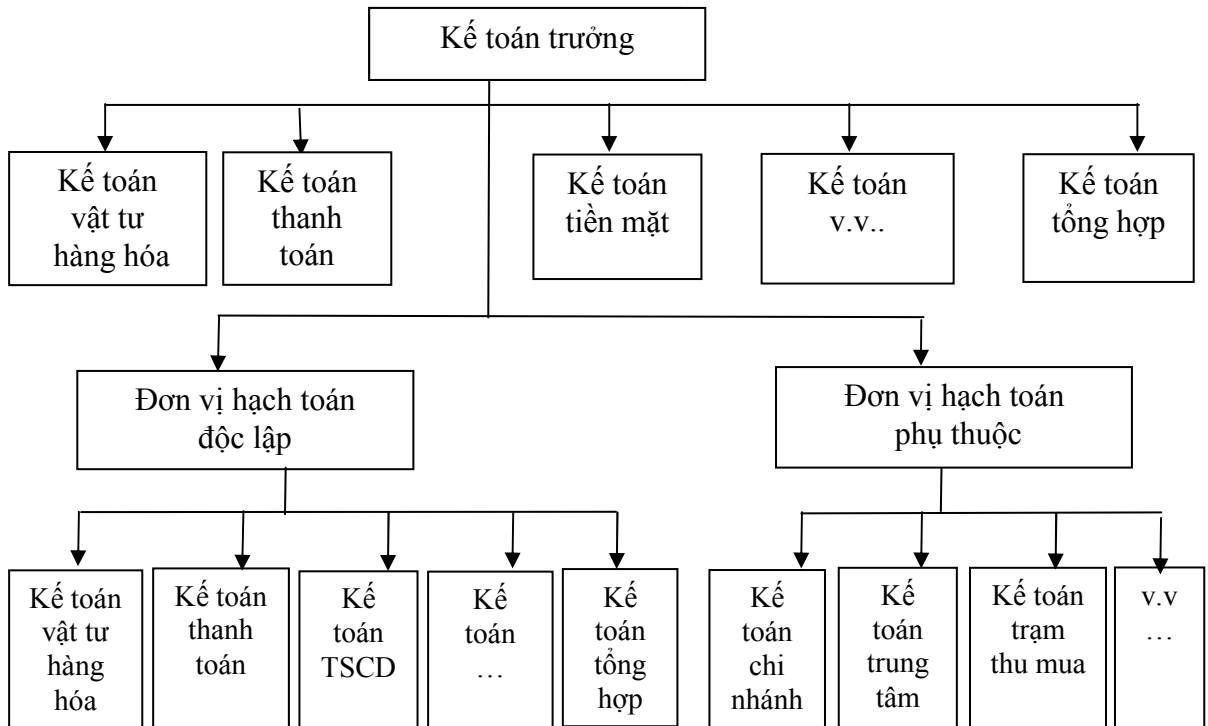 Kế toán trưởng
Kế toán
vật tư
hàng hóa
Kế toán
thanh
toán
Kế toán
tiền mặt
Kế toán
v.v..
Kế toán
tổng hợp
Đơn vị hạch toán
độc lập
Đơn vị hạch toán
phụ thuộc
Kế toán
vật tư
hàng
hóa
Kế toán
thanh
toán
Kế
toán
TSCD
Kế
toán
…
Kế
toán
tổng
hợp
Kế
toán
chi
nhánh
Kế
toán
trung
tâm
Kế toán
trạm
thu mua
v.v
…